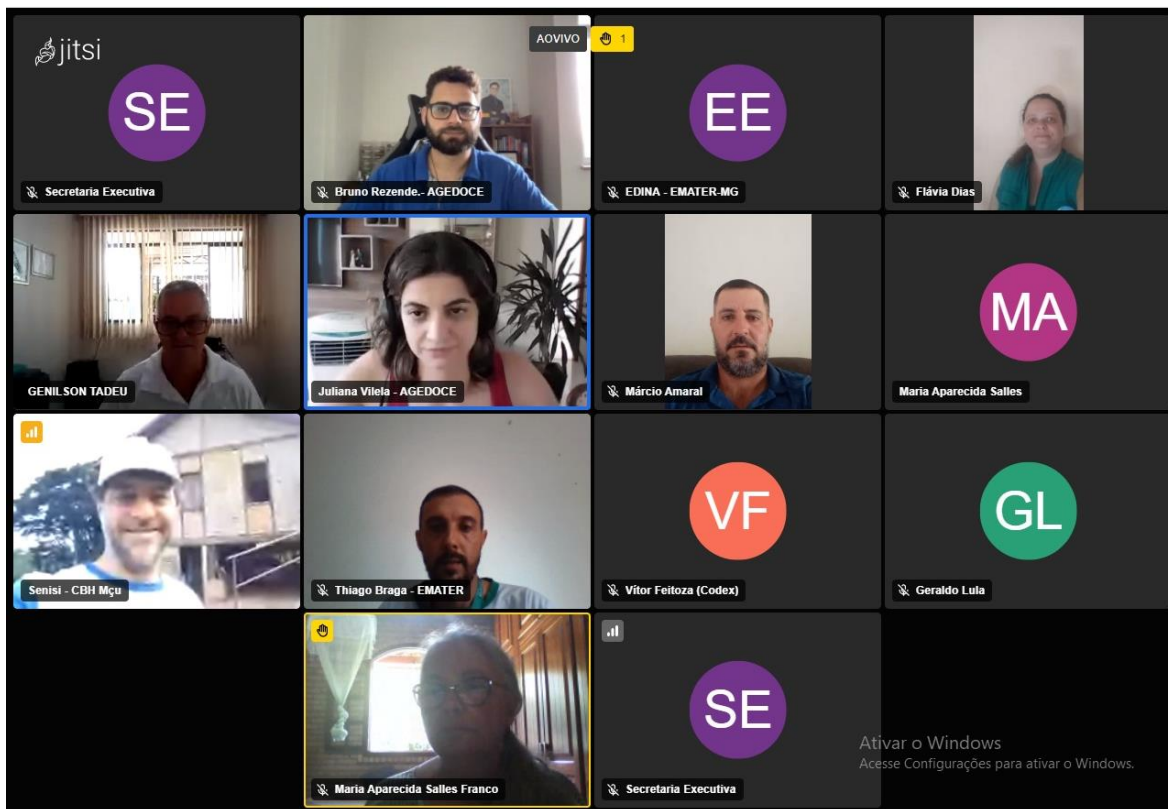 jitsi
SE
Secretaria Executiva
AOVIVO
Bruno Rezende.- AGEDOCE
1
EE
EDINA - EMATER-MG
Flávia Dias
GENILSON TADEU
Juliana Vilela - AGEDOCE
Márcio Amaral
MA
Maria Aparecida Salles
Senisi - CBH Mçu
Thiago Braga - EMATER
VF
Vítor Feitoza (Codex)
GL
Geraldo Lula
Maria Aparecida Salles Franco
SE
Secretaria Executiva
Ativar o Windows
Acesse Configurações para ativar o Windows.